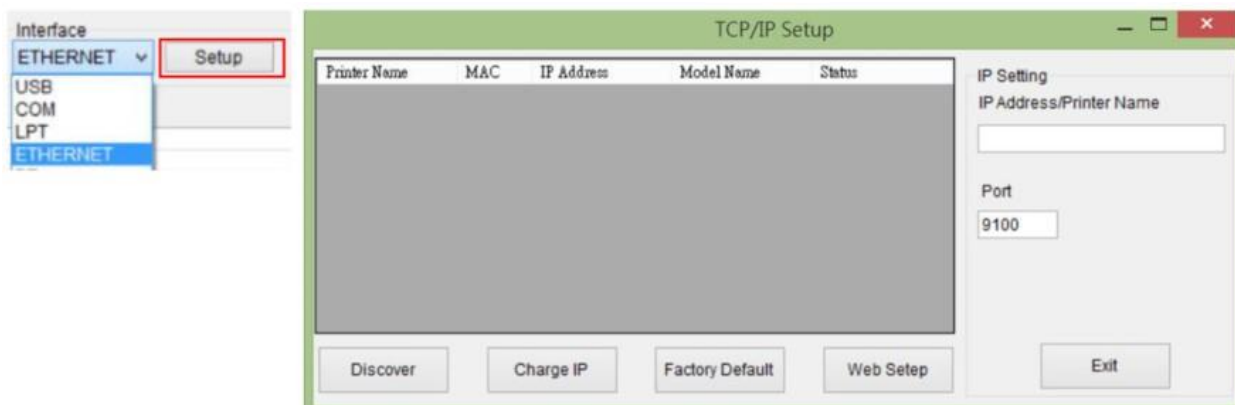 Interface
ETHERNET
Setup
USB
COM
LPT
ETHERNET
TCP/IP Setup
Printer Name MAC IP Address Model Name Status
IP Setting
IP Address/Printer Name
Port
9100
Discover Charge IP Factory Default Web Setep Exit